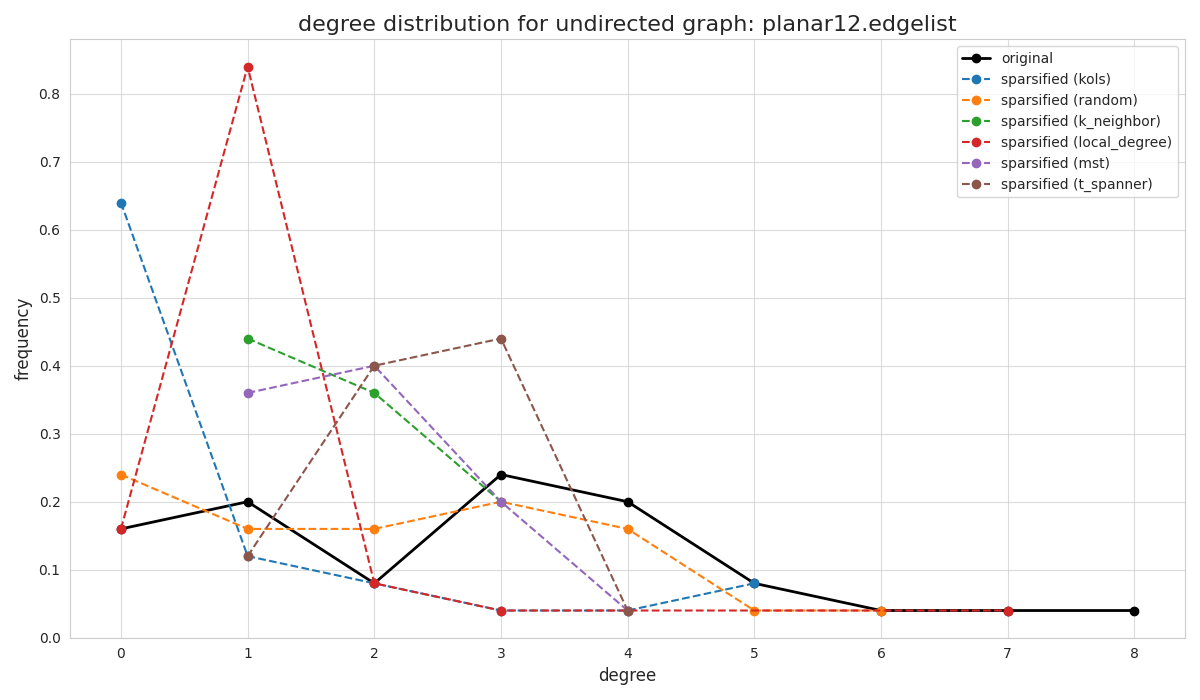 degree distribution for undirected graph: planar12.edgelist
original
sparsified (kols)
sparsified (random)
sparsified (k_neighbor)
sparsified (local_degree)
sparsified (mst)
sparsified (t_spanner)
frequency
0.8
0.7
0.6
0.5
0.4
0.3
0.2
0.1
0.0
0 1 2 3 4 5 6 7 8
degree